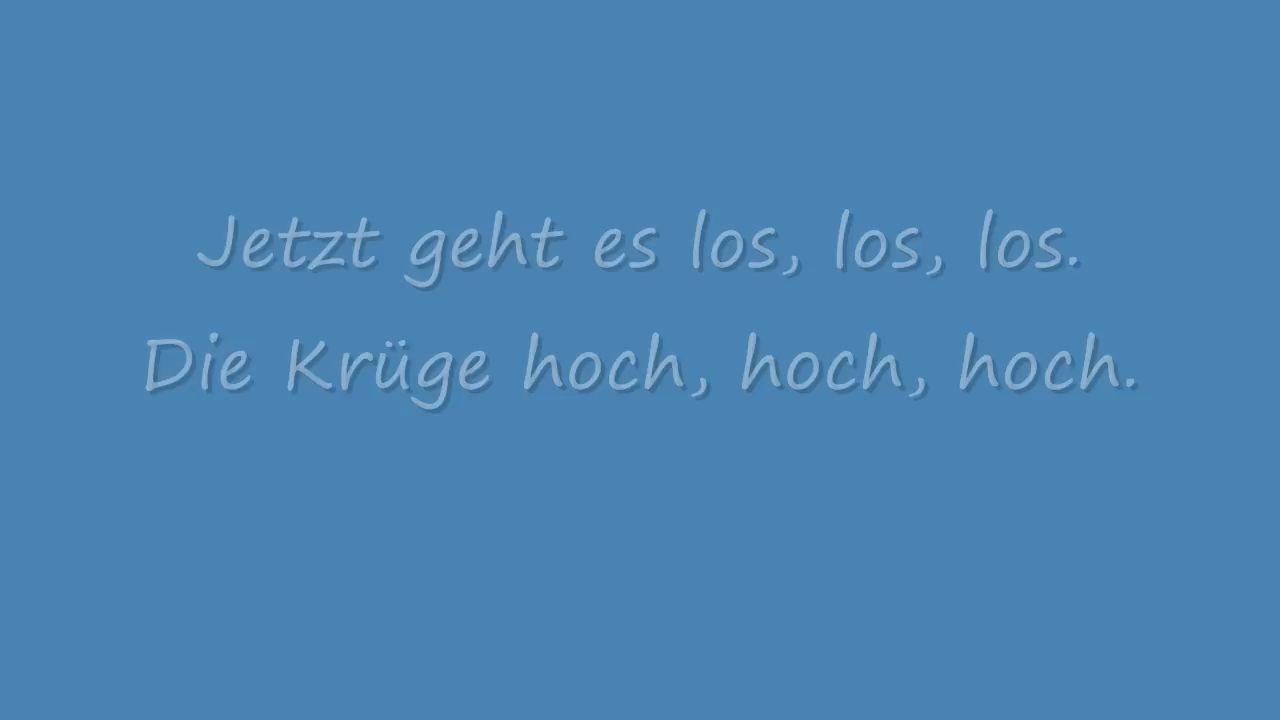 Jetzt geht es los, los, los.
Die Krüge hoch, hoch, hoch.